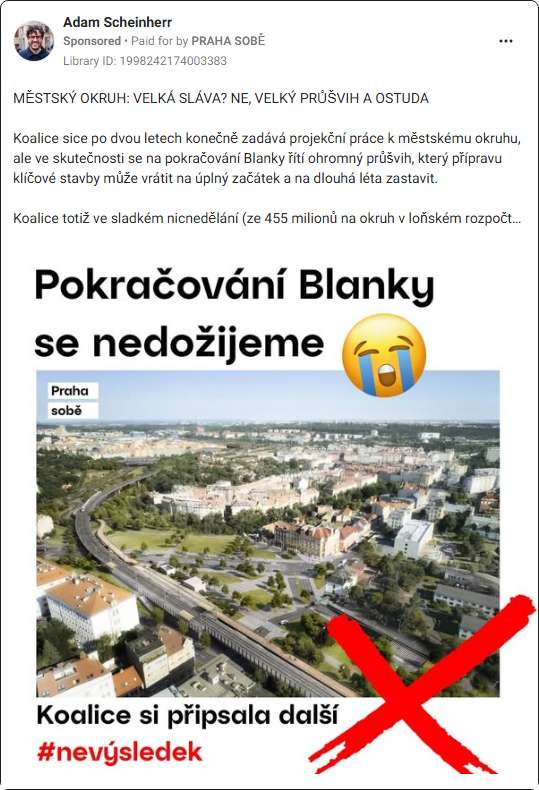 Adam Scheinherr
Sponsored • Paid for by PRAHA SOBĚ
Library ID: 1998242174003383
MĚSTSKÝ OKRUH: VELKÁ SLÁVA? NE, VELKÝ PRŮŠVIH A OSTUDA
Koalice sice po dvou letech konečně zadává projekční práce k městskému okruhu,
ale ve skutečnosti se na pokračování Blanky řítí ohromný průšvih, který přípravu
klíčové stavby může vrátit na úplný začátek a na dlouhá léta zastavit.
Koalice totiž ve sladkém nicnedělání (ze 455 milionů na okruh v loňském rozpočt...
Pokračování Blanky
se nedožijeme
Praha
sobě
Koalice si připsala další
#nevýsledek